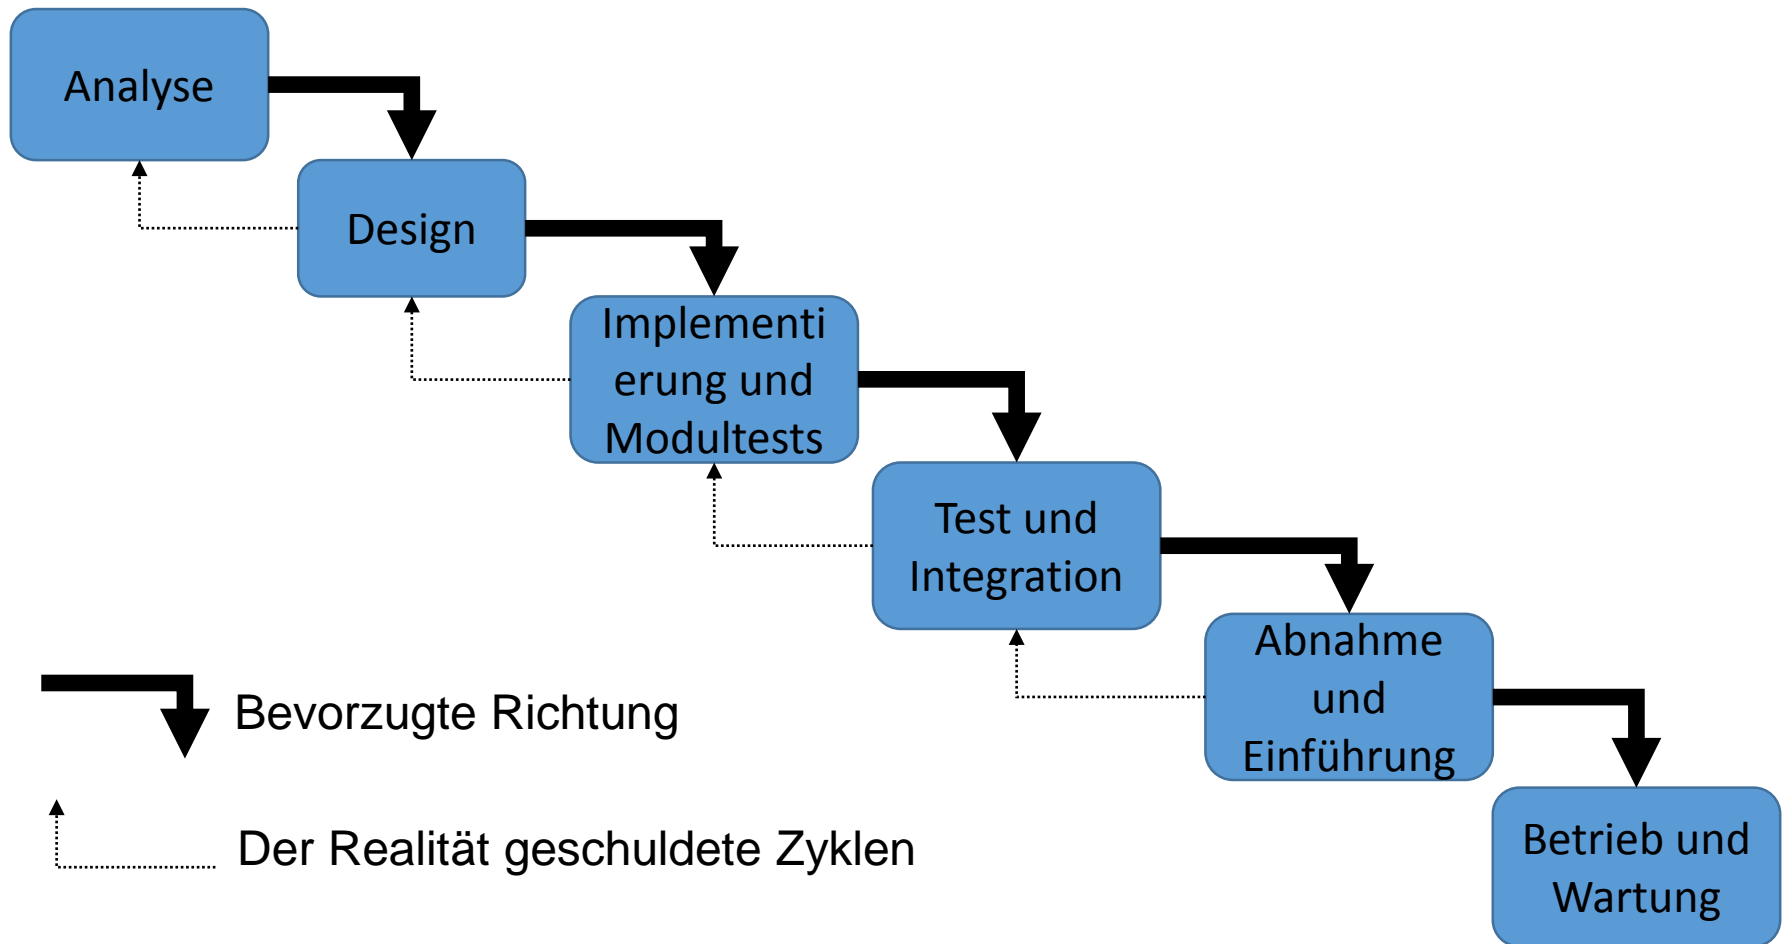 Analyse
Design
Implementi
erung und
Modultests
Test und
Integration
Abnahme
und
Einführung
Betrieb und
Wartung
Bevorzugte Richtung
Der Realität geschuldete Zyklen